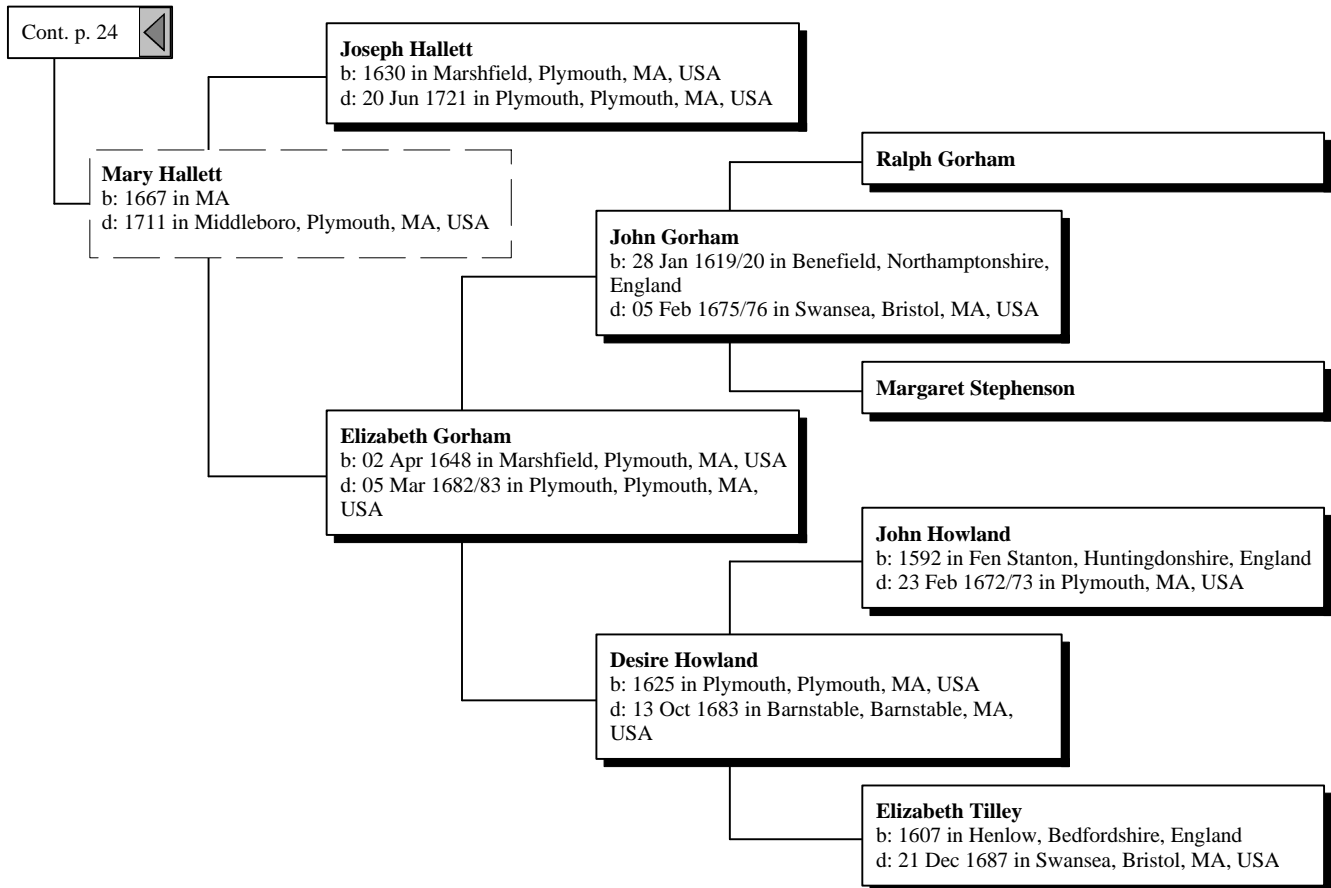 Cont. p. 24
Joseph Hallett
b: 1630 in Marshfield, Plymouth, MA, USA
d: 20 Jun 1721 in Plymouth, Plymouth, MA, USA
Mary Hallett
b: 1667 in MA
d: 1711 in Middleboro, Plymouth, MA, USA
Ralph Gorham
John Gorham
b: 28 Jan 1619/20 in Benefield, Northamptonshire,
England
d: 05 Feb 1675/76 in Swansea, Bristol, MA, USA
Margaret Stephenson
Elizabeth Gorham
b: 02 Apr 1648 in Marshfield, Plymouth, MA, USA
d: 05 Mar 1682/83 in Plymouth, Plymouth, MA,
USA
John Howland
b: 1592 in Fen Stanton, Huntingdonshire, England
d: 23 Feb 1672/73 in Plymouth, MA, USA
Desire Howland
b: 1625 in Plymouth, Plymouth, MA, USA
d: 13 Oct 1683 in Barnstable, Barnstable, MA,
USA
Elizabeth Tilley
b: 1607 in Henlow, Bedfordshire, England
d: 21 Dec 1687 in Swansea, Bristol, MA, USA